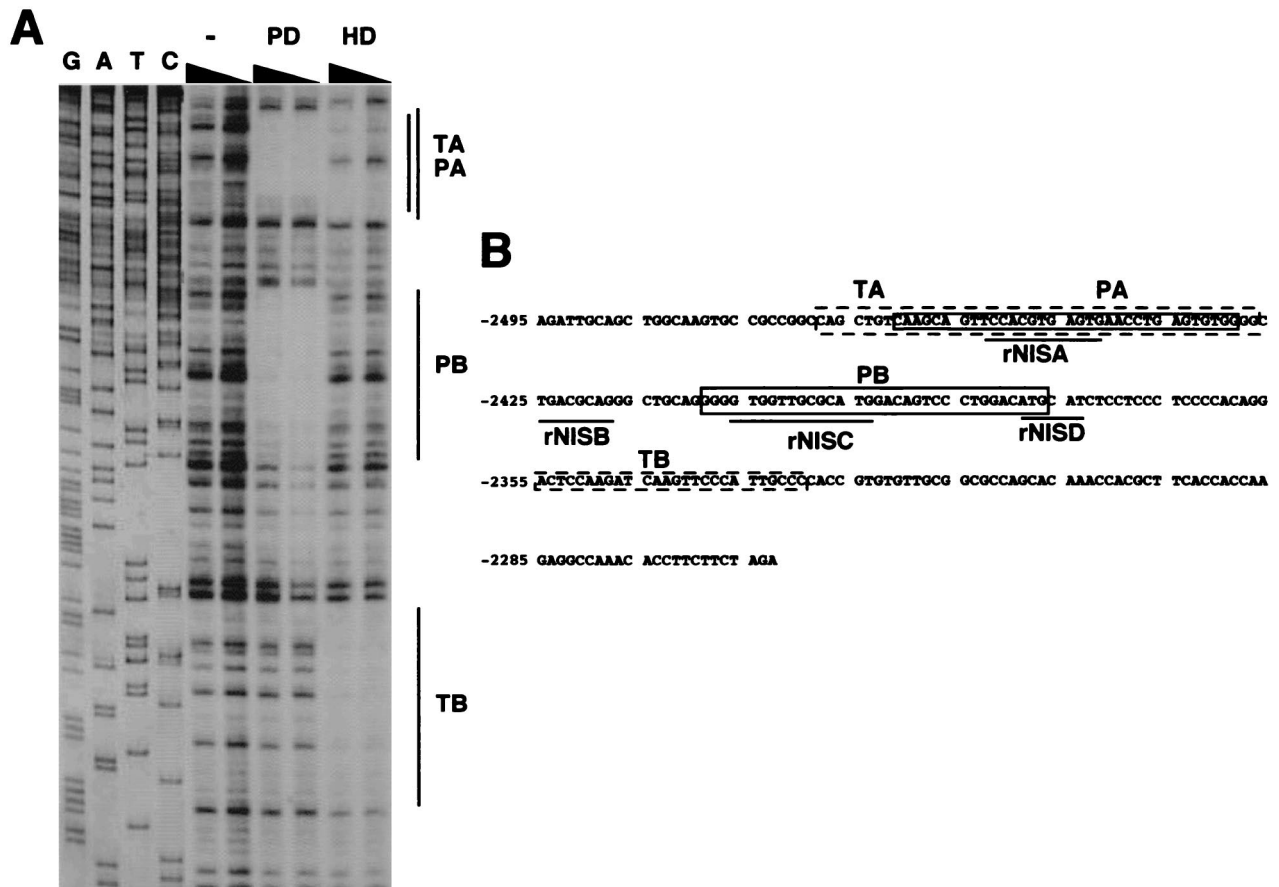 A
- PD HD
G A T C
TA
PA
PB
TB
B
TA PA
-2495 AGATTGCAGC TGGCAAGTGC CGCCGGCCAG CTGTCAAGCA GTTCCACGTG AGTGAACCTG AGTGTGGGGC
rNISA
PB
-2425 TGACGCAGGG CTGCAGGGGG TGGTTGCGCA TGGACAGTCC CTGGACATGC ATCTCCTCCC TCCCCACAGG
rNISB rNISC rNISD
TB
-2355 ACTCCAAGAT CAAGTTCCCA TTGCCCCACC GTGTGTTGCG GCGCCAGCAC AAACCACGCT TCACCACCAA
-2285 GAGGCCAAAC ACCTTCTTCT AGA